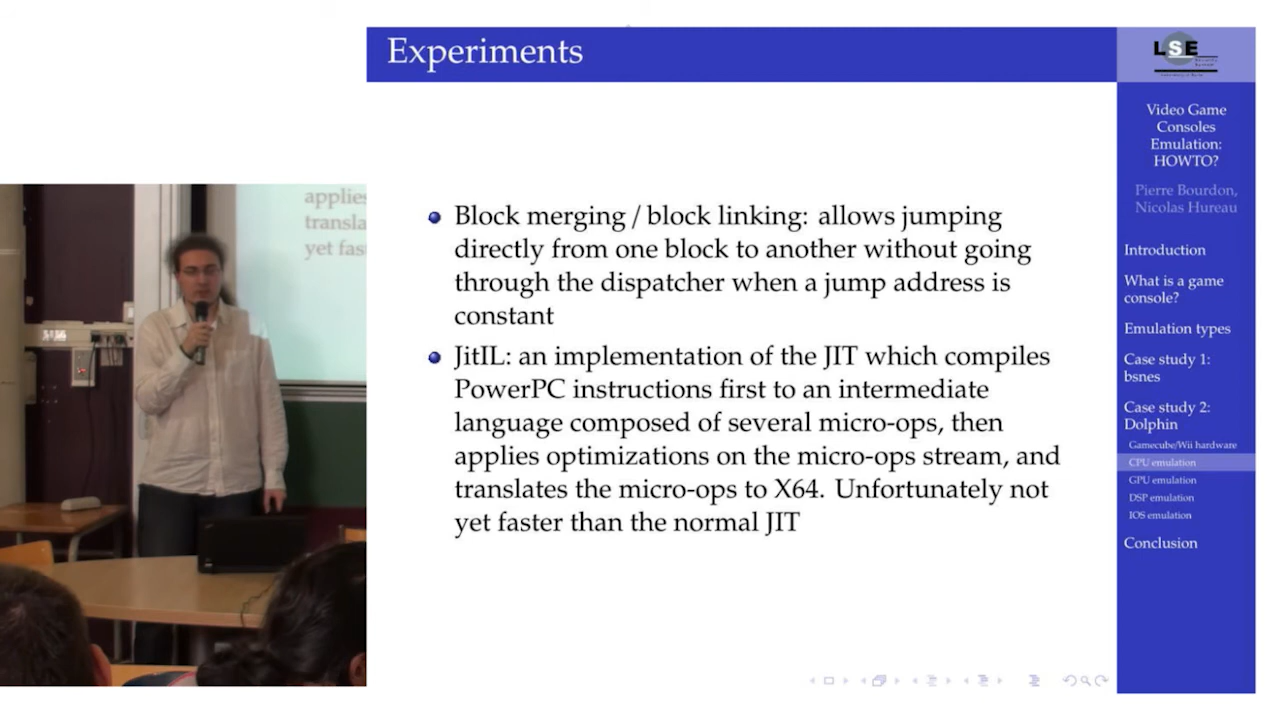 Experiments
Block merging / block linking: allows jumping
directly from one block to another without going
through the dispatcher when a jump address is
constant
JitIL: an implementation of the JIT which compiles
PowerPC instructions first to an intermediate
language composed of several micro-ops, then
applies optimizations on the micro-ops stream, and
translates the micro-ops to X64. Unfortunately not
yet faster than the normal JIT
LSE
Video Game
Consoles
Emulation:
HOWTO?
Pierre Bourdon,
Nicolas Hureau
Introduction
What is a game
console?
Emulation types
Case study 1:
bsnes
Case study 2:
Dolphin
Gamecube/Wii hardware
CPU emulation
GPU emulation
DSP emulation
IOS emulation
Conclusion
applies
transla
yet fas